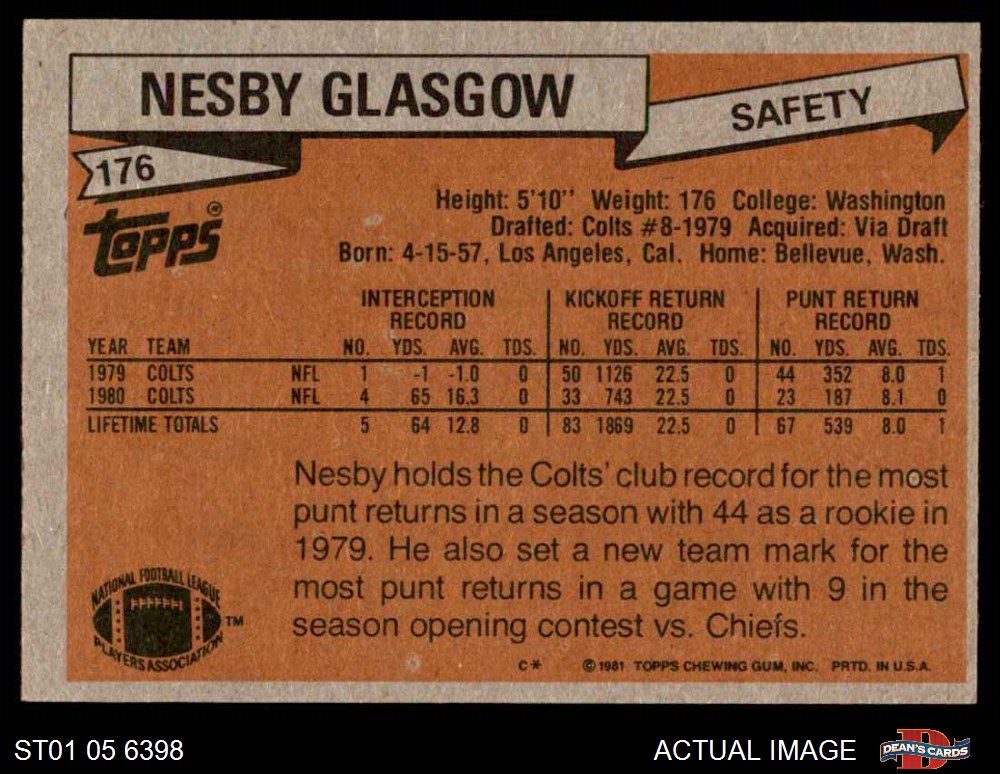 NESBY GLASGOW
SAFETY
176
Topps®
Height: 5'10'' Weight: 176 College: Washington
Drafted: Colts #8-1979 Acquired: Via Draft
Born: 4-15-57, Los Angeles, Cal. Home: Bellevue, Wash.
INTERCEPTION RECORD KICKOFF RETURN RECORD PUNT RETURN RECORD
YEAR TEAM NO. YDS. AVG. TDS. NO. YDS. AVG. TDS. NO. YDS. AVG. TDS.
1979 COLTS NFL 1 -1 -1.0 0 50 1126 22.5 0 44 352 8.0 1
1980 COLTS NFL 4 65 16.3 0 33 743 22.5 0 23 187 8.1 0
LIFETIME TOTALS 5 64 12.8 0 83 1869 22.5 0 67 539 8.0 1
Nesby holds the Colts' club record for the most
punt returns in a season with 44 as a rookie in
1979. He also set a new team mark for the
most punt returns in a game with 9 in the
season opening contest vs. Chiefs.
NATIONAL FOOTBALL LEAGUE
PLAYERS ASSOCIATION
TM
C* ©1981 TOPPS CHEWING GUM, INC. PRTD. IN U.S.A.
ST01 05 6398
ACTUAL IMAGE
DEAN'S CARDS